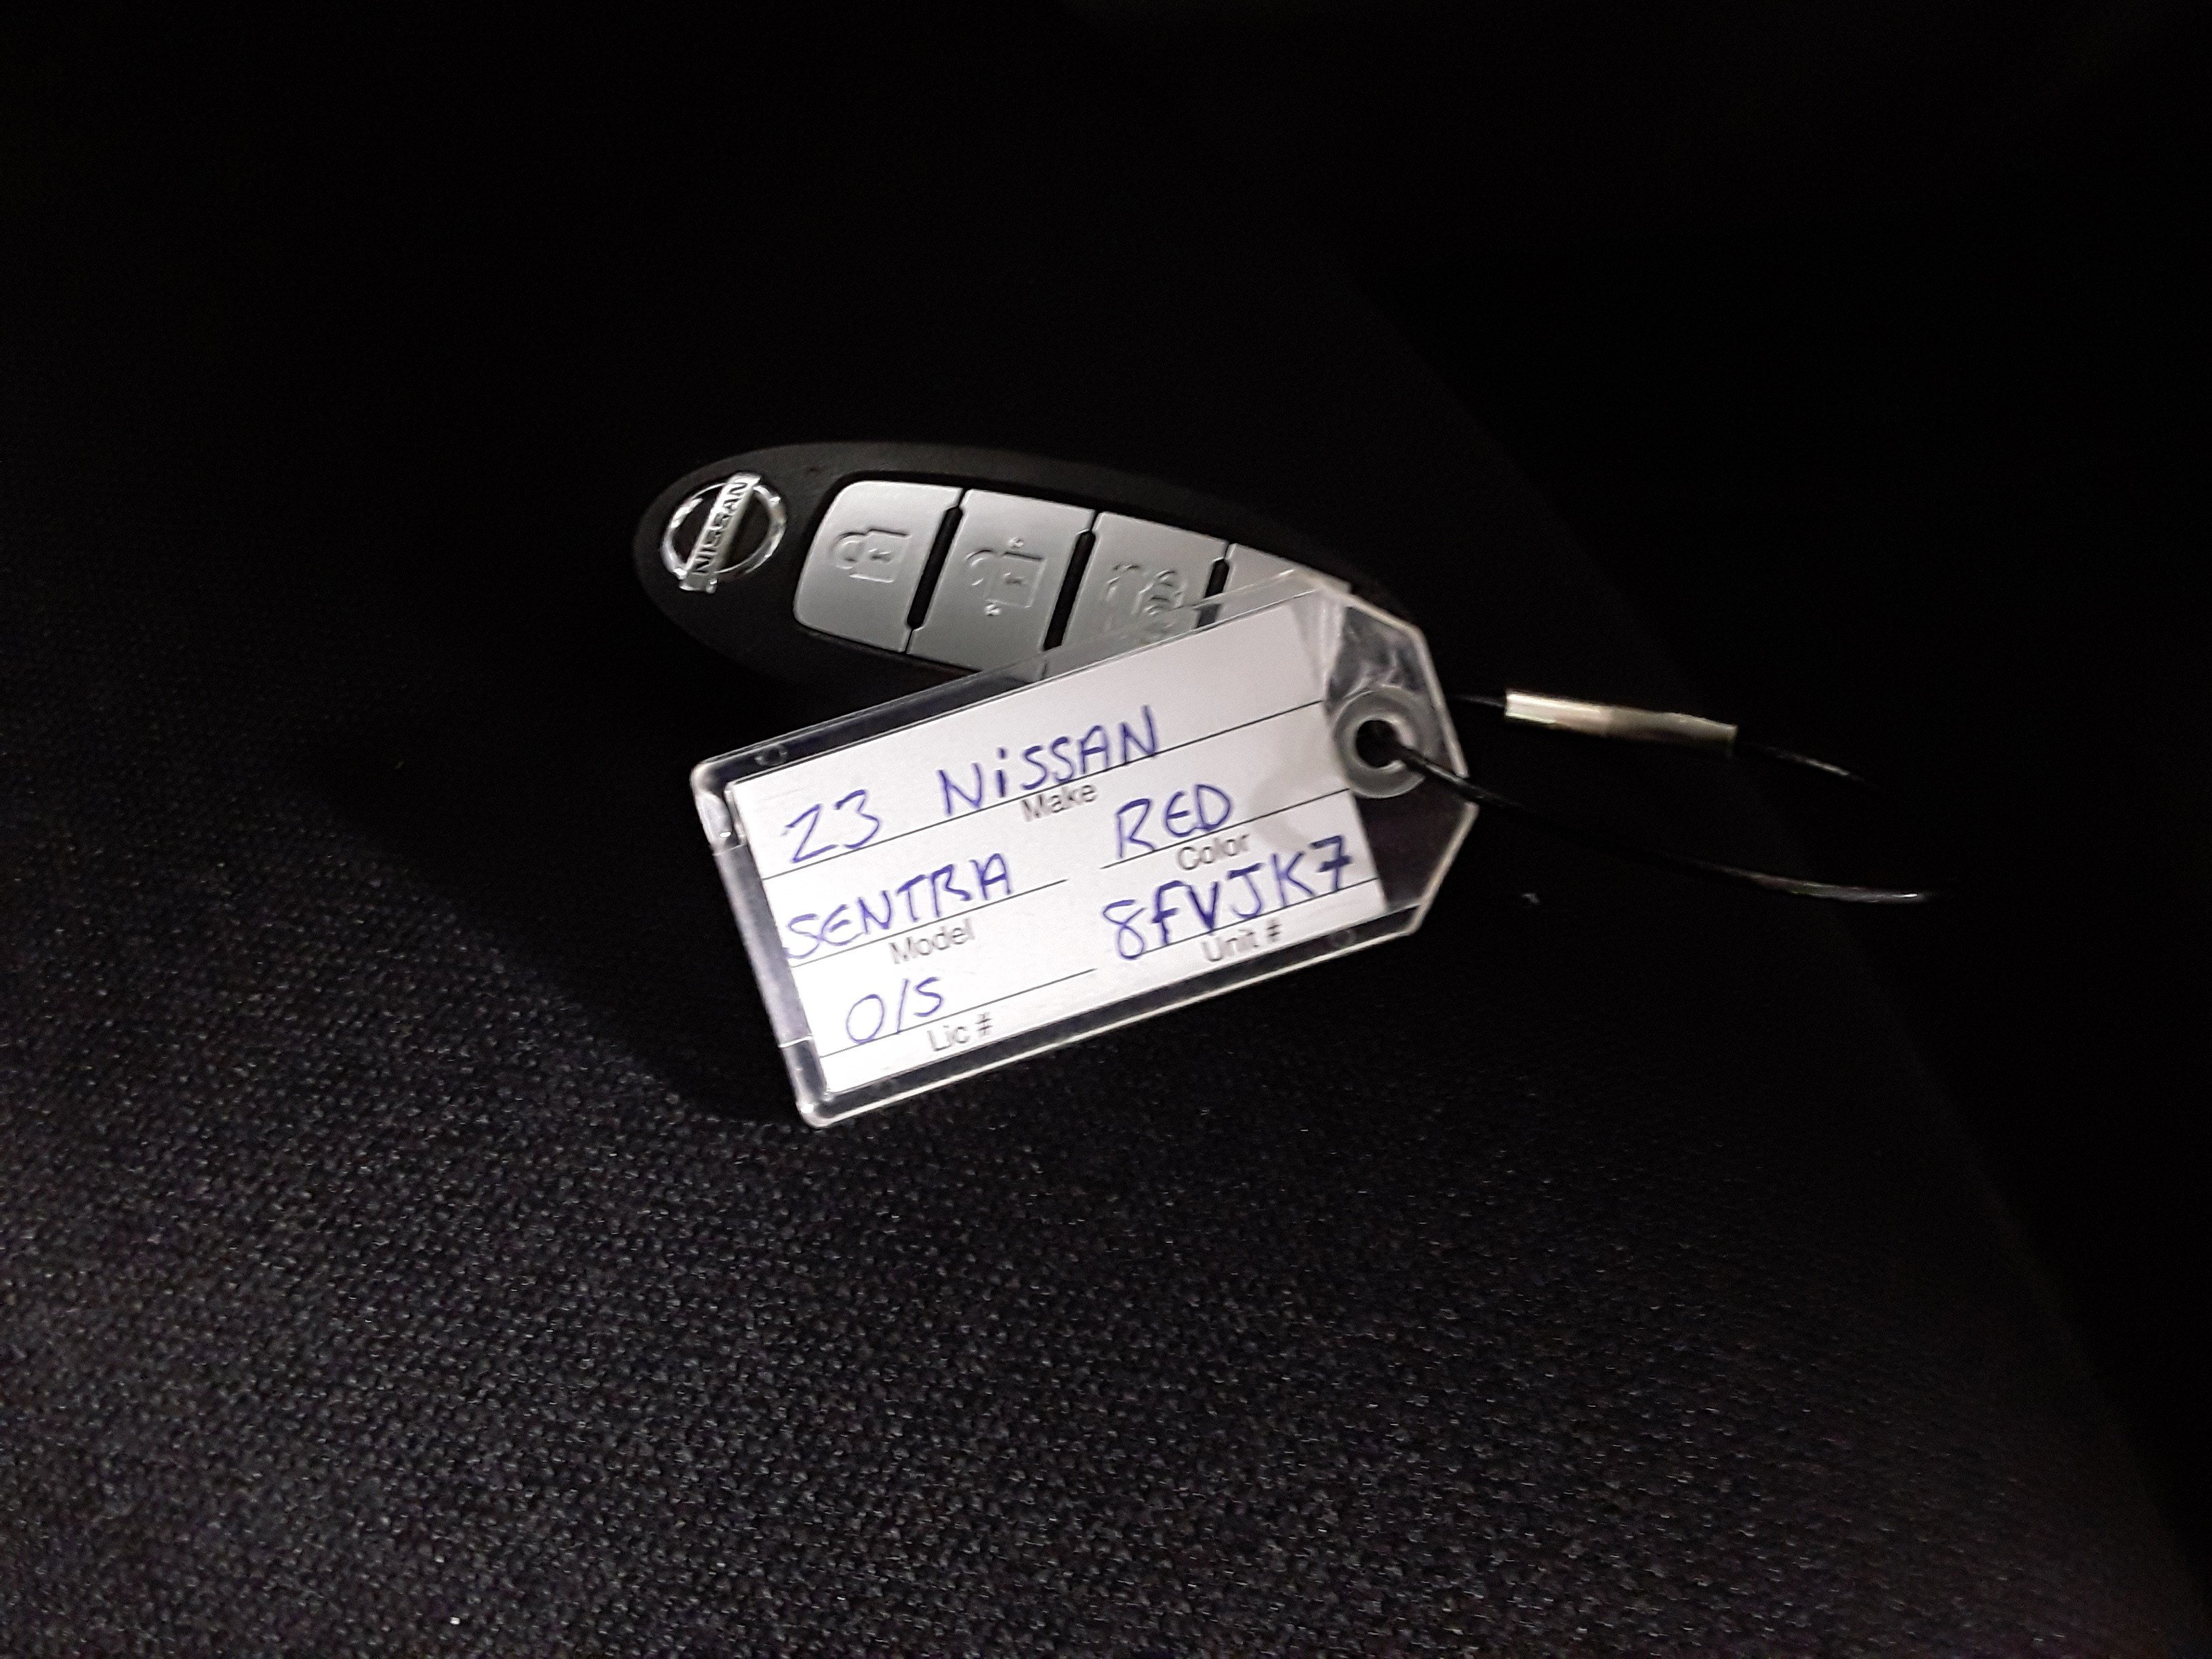 NISSAN
23 NiSSAN
Make
SENTRA RED
Model Color
O/S 8FVJK7
Lic # Unit #